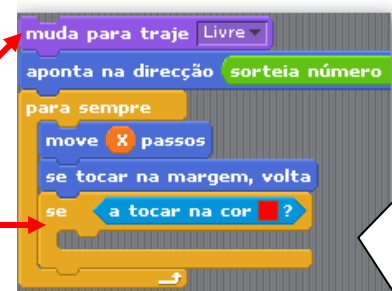 muda para traje Livre
aponta na direcção sorteia número
para sempre
move X passos
se tocar na margem, volta
se a tocar na cor ?